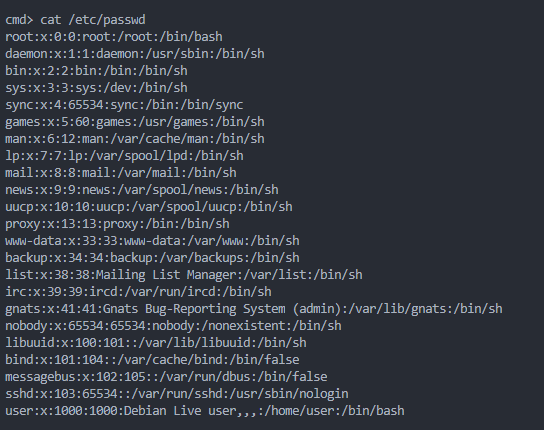 cmd> cat /etc/passwd
root:x:0:0:root:/root:/bin/bash
daemon:x:1:1:daemon:/usr/sbin:/bin/sh
bin:x:2:2:bin:/bin:/bin/sh
sys:x:3:3:sys:/dev:/bin/sh
sync:x:4:65534:sync:/bin:/bin/sync
games:x:5:60:games:/usr/games:/bin/sh
man:x:6:12:man:/var/cache/man:/bin/sh
lp:x:7:7:lp:/var/spool/lpd:/bin/sh
mail:x:8:8:mail:/var/mail:/bin/sh
news:x:9:9:news:/var/spool/news:/bin/sh
uucp:x:10:10:uucp:/var/spool/uucp:/bin/sh
proxy:x:13:13:proxy:/bin:/bin/sh
www-data:x:33:33:www-data:/var/www:/bin/sh
backup:x:34:34:backup:/var/backups:/bin/sh
list:x:38:38:Mailing List Manager:/var/list:/bin/sh
irc:x:39:39:ircd:/var/run/ircd:/bin/sh
gnats:x:41:41:Gnats Bug-Reporting System (admin):/var/lib/gnats:/bin/sh
nobody:x:65534:65534:nobody:/nonexistent:/bin/sh
libuuid:x:100:101::/var/lib/libuuid:/bin/sh
bind:x:101:104::/var/cache/bind:/bin/false
messagebus:x:102:105::/var/run/dbus:/bin/false
sshd:x:103:65534::/var/run/sshd:/usr/sbin/nologin
user:x:1000:1000:Debian Live user,,,:/home/user:/bin/bash